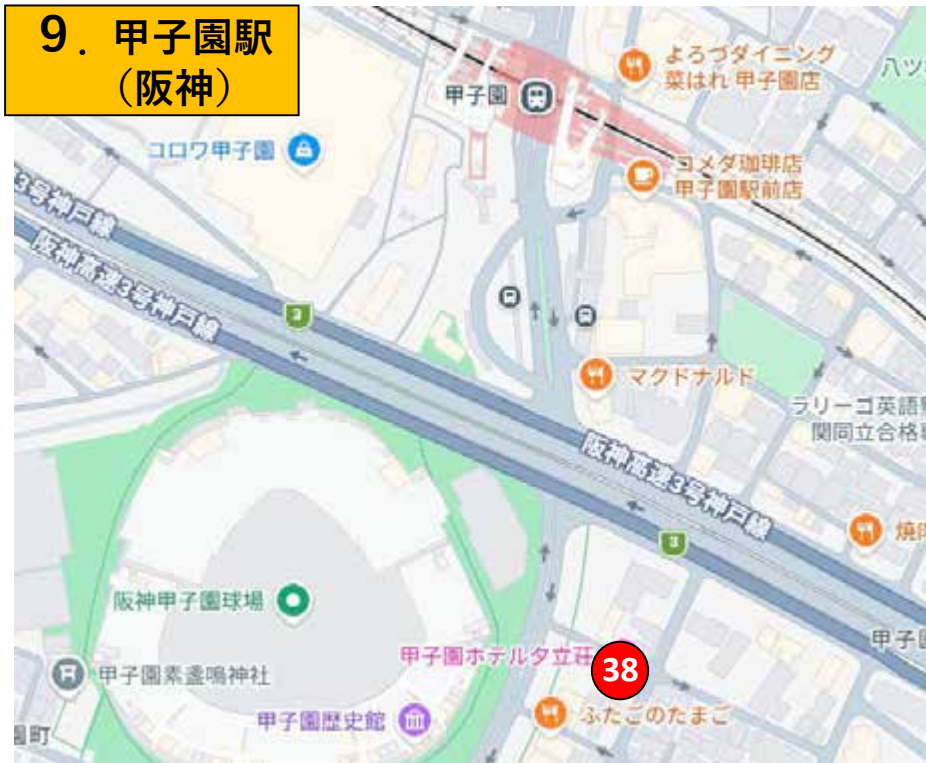 9．甲子園駅
（阪神）
よろづダイニング
菜はれ 甲子園店
八ツ
甲子園
コロワ甲子園
コメダ珈琲店
甲子園駅前店
3号神戸線
阪神高速3号神戸線
3
マクドナルド
ラリーゴ英語
関同立合格
阪神高速3号神戸線
焼肉
3
阪神甲子園球場
甲子園
甲子園ホテル夕立荘
38
甲子園素盞嗚神社
甲子園歴史館
ふたごのたまご
園町